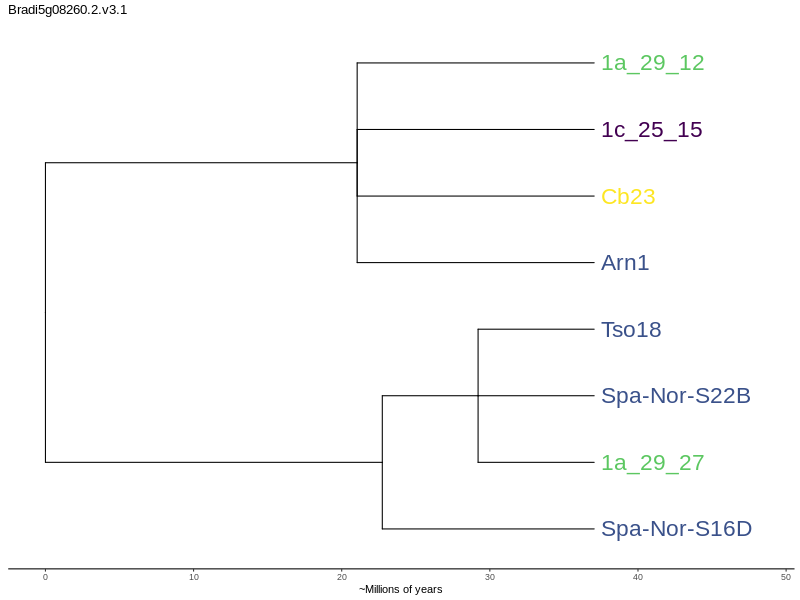 Bradi5g08260.2.v3.1
1a_29_12
1c_25_15
Cb23
Arn1
Tso18
Spa-Nor-S22B
1a_29_27
Spa-Nor-S16D
0 10 20 30 40 50
~Millions of years